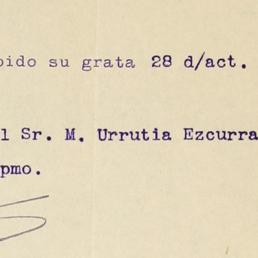 bido su grata 28 d/act.
l Sr. M. Urrutia Ezcurra
pmo.